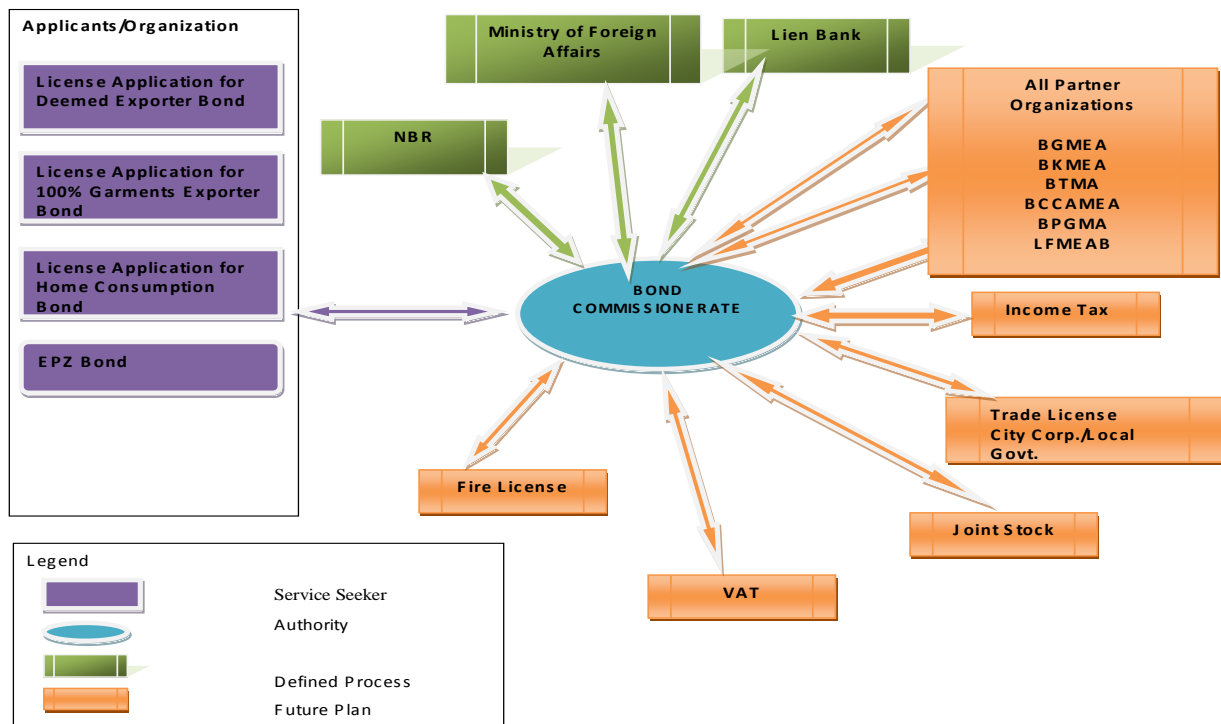 Applicants/Organization
License Application for
Deemed Exporter Bond
License Application for
100% Garments Exporter
Bond
License Application for
Home Consumption
Bond
EPZ Bond
Ministry of Foreign
Affairs
Lien Bank
NBR
All Partner
Organizations
BGMEA
BKMEA
BTMA
BCCAMEA
BPGMA
LFMEAB
BOND
COMMISSIONERATE
Income Tax
Trade License
City Corp./Local
Govt.
Fire License
Joint Stock
VAT
Legend
Service Seeker
Authority
Defined Process
Future Plan